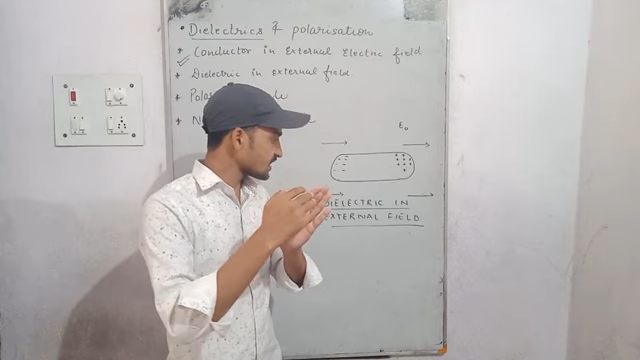 • Dielectrics & polarisation
* Conductor in External Electric field
* Dielectric in external field
E₀
DIELECTRIC IN
EXTERNAL FIELD